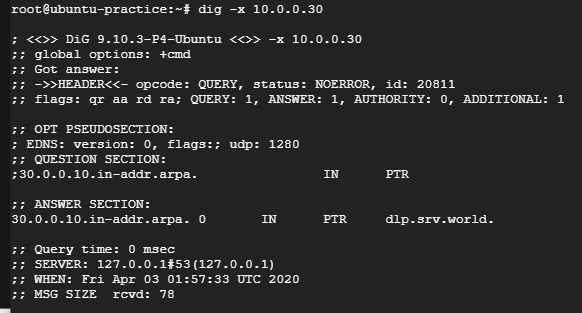 root@ubuntu-practice:~# dig -x 10.0.0.30
; <<>> DiG 9.10.3-P4-Ubuntu <<>> -x 10.0.0.30
;; global options: +cmd
;; Got answer:
;; ->>HEADER<<- opcode: QUERY, status: NOERROR, id: 20811
;; flags: qr aa rd ra; QUERY: 1, ANSWER: 1, AUTHORITY: 0, ADDITIONAL: 1
;; OPT PSEUDOSECTION:
; EDNS: version: 0, flags:; udp: 1280
;; QUESTION SECTION:
;30.0.0.10.in-addr.arpa. IN PTR
;; ANSWER SECTION:
30.0.0.10.in-addr.arpa. 0 IN PTR dlp.srv.world.
;; Query time: 0 msec
;; SERVER: 127.0.0.1#53(127.0.0.1)
;; WHEN: Fri Apr 03 01:57:33 UTC 2020
;; MSG SIZE rcvd: 78